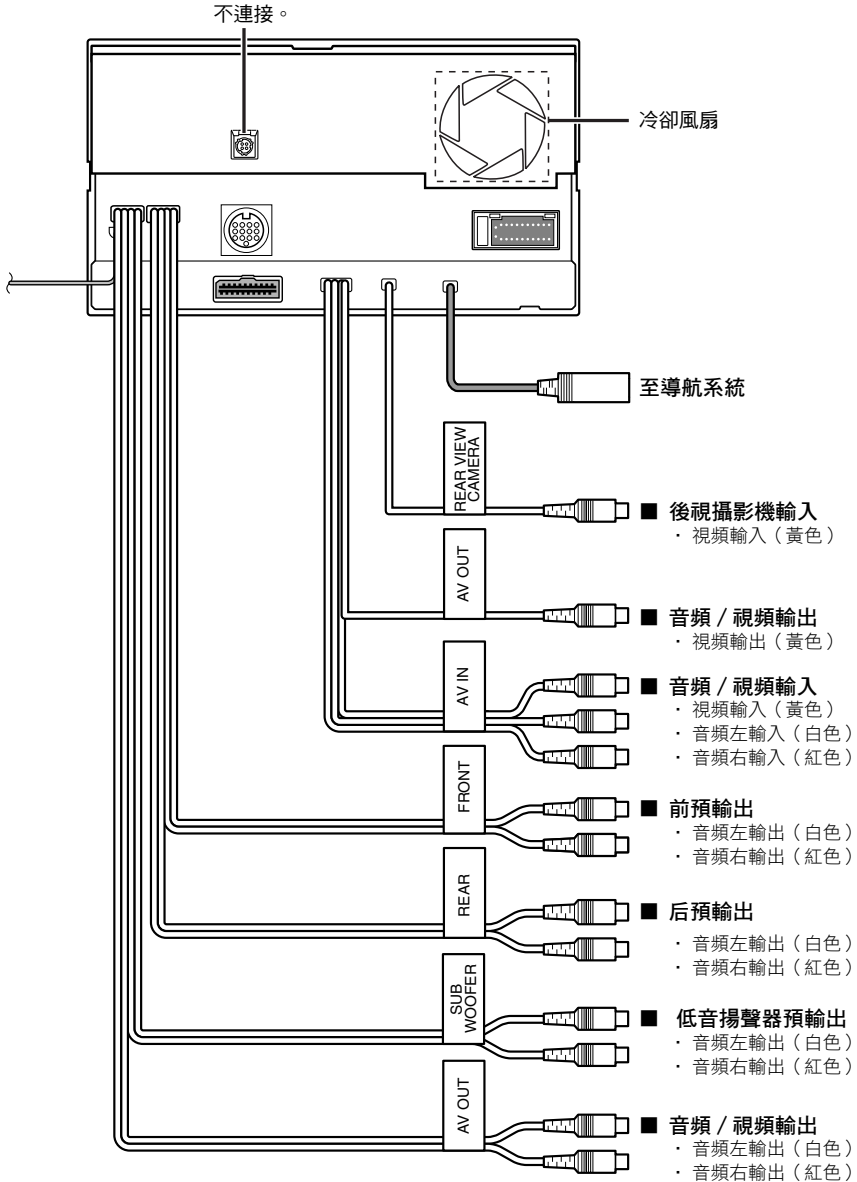 不連接。
冷卻風扇
至導航系統
REAR VIEW
CAMERA
■ 後視攝影機輸入
・ 視頻輸入（黃色）
AV OUT
■ 音頻 / 視頻輸出
・ 視頻輸出（黃色）
AV IN
■ 音頻 / 視頻輸入
・ 視頻輸入（黃色）
・ 音頻左輸入（白色）
・ 音頻右輸入（紅色）
FRONT
■ 前預輸出
・ 音頻左輸出（白色）
・ 音頻右輸出（紅色）
REAR
■ 后預輸出
・ 音頻左輸出（白色）
・ 音頻右輸出（紅色）
SUB
WOOFER
■ 低音揚聲器預輸出
・ 音頻左輸出（白色）
・ 音頻右輸出（紅色）
AV OUT
■ 音頻 / 視頻輸出
・ 音頻左輸出（白色）
・ 音頻右輸出（紅色）